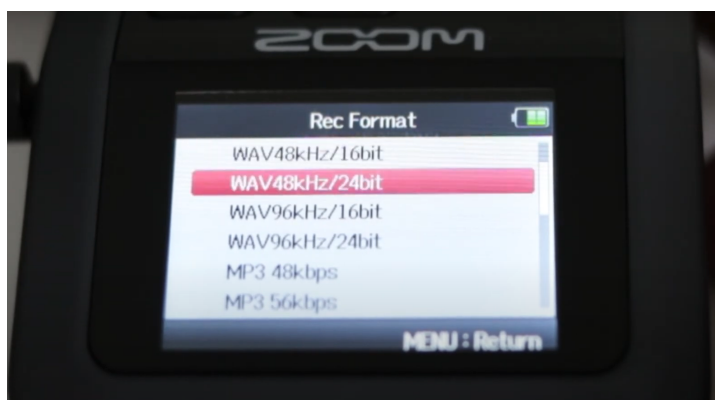 ZOOM
Rec Format
WAV48kHz/16bit
WAV48kHz/24bit
WAV96kHz/16bit
WAV96kHz/24bit
MP3 48kbps
MP3 56kbps
MENU : Return